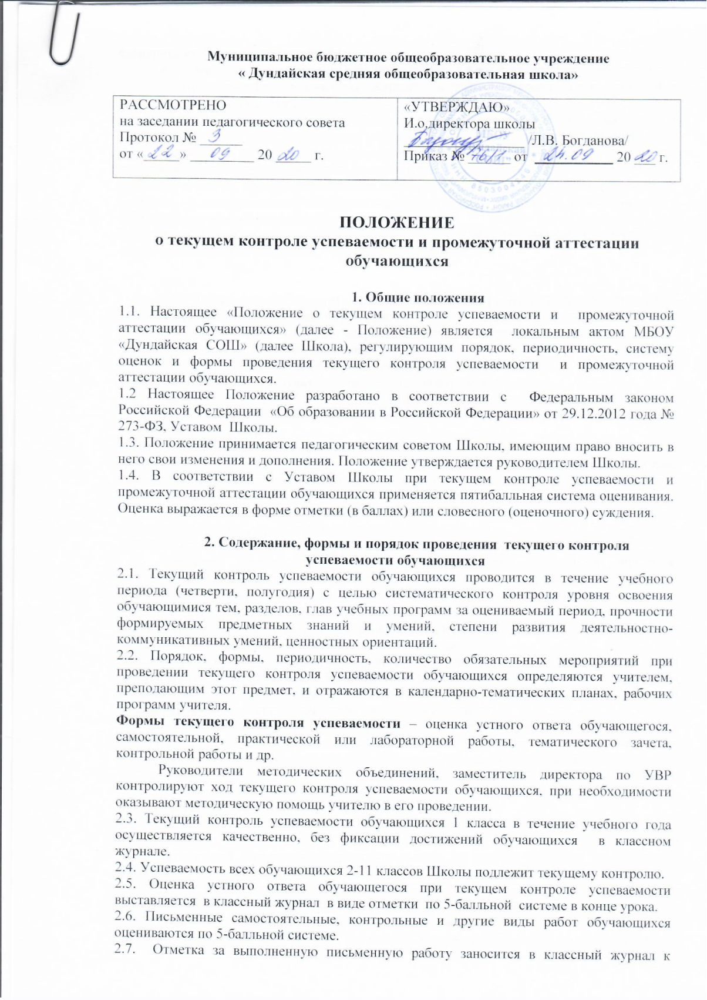 Муниципальное бюджетное общеобразовательное учреждение
« Дундайская средняя общеобразовательная школа»
РАССМОТРЕНО
на заседании педагогического совета
Протокол № 3
от «22» 09 20 20 г.
«УТВЕРЖДАЮ»
И.о.директора школы
/Л.В. Богданова/
Приказ № 76/1 от 24.09 20 20 г.
МБОУ
ИНН 8503004246
ПОЛОЖЕНИЕ
о текущем контроле успеваемости и промежуточной аттестации
обучающихся
1. Общие положения
1.1. Настоящее «Положение о текущем контроле успеваемости и промежуточной
аттестации обучающихся» (далее - Положение) является локальным актом МБОУ
«Дундайская СОШ» (далее Школа), регулирующим порядок, периодичность, систему
оценок и формы проведения текущего контроля успеваемости и промежуточной
аттестации обучающихся.
1.2 Настоящее Положение разработано в соответствии с Федеральным законом
Российской Федерации «Об образовании в Российской Федерации» от 29.12.2012 года №
273-ФЗ, Уставом Школы.
1.3. Положение принимается педагогическим советом Школы, имеющим право вносить в
него свои изменения и дополнения. Положение утверждается руководителем Школы.
1.4. В соответствии с Уставом Школы при текущем контроле успеваемости и
промежуточной аттестации обучающихся применяется пятибалльная система оценивания.
Оценка выражается в форме отметки (в баллах) или словесного (оценочного) суждения.
2. Содержание, формы и порядок проведения текущего контроля
успеваемости обучающихся
2.1. Текущий контроль успеваемости обучающихся проводится в течение учебного
периода (четверти, полугодия) с целью систематического контроля уровня освоения
обучающимися тем, разделов, глав учебных программ за оцениваемый период, прочности
формируемых предметных знаний и умений, степени развития деятельностно-
коммуникативных умений, ценностных ориентаций.
2.2. Порядок, формы, периодичность, количество обязательных мероприятий при
проведении текущего контроля успеваемости обучающихся определяются учителем,
преподающим этот предмет, и отражаются в календарно-тематических планах, рабочих
программ учителя.
Формы текущего контроля успеваемости – оценка устного ответа обучающегося,
самостоятельной, практической или лабораторной работы, тематического зачета,
контрольной работы и др.
Руководители методических объединений, заместитель директора по УВР
контролируют ход текущего контроля успеваемости обучающихся, при необходимости
оказывают методическую помощь учителю в его проведении.
2.3. Текущий контроль успеваемости обучающихся 1 класса в течение учебного года
осуществляется качественно, без фиксации достижений обучающихся в классном
журнале.
2.4. Успеваемость всех обучающихся 2-11 классов Школы подлежит текущему контролю.
2.5. Оценка устного ответа обучающегося при текущем контроле успеваемости
выставляется в классный журнал в виде отметки по 5-балльной системе в конце урока.
2.6. Письменные самостоятельные, контрольные и другие виды работ обучающихся
оцениваются по 5-балльной системе.
2.7. Отметка за выполненную письменную работу заносится в классный журнал к